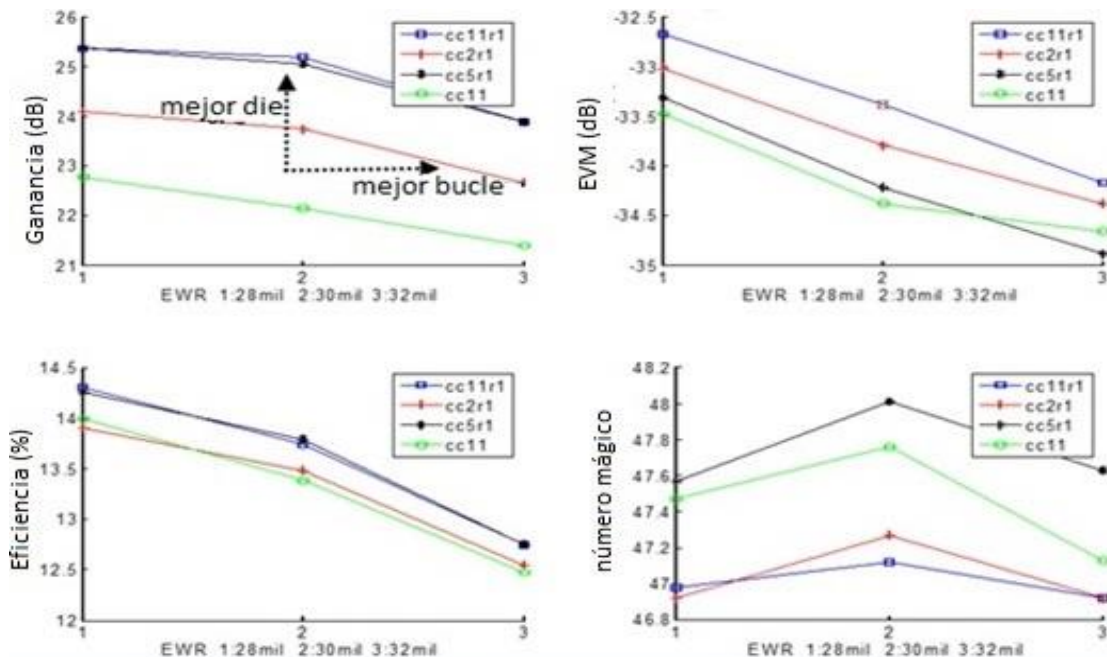 26
25
24
23
22
21
Ganancia (dB)
cc11r1
cc2r1
cc5r1
cc11
mejor die
mejor bucle
1 2 3
EWR 1:28mil 2:30mil 3:32mil
-32.5
-33
-33.5
-34
-34.5
-35
EVM (dB)
cc11r1
cc2r1
cc5r1
cc11
1 2 3
EWR 1:28mil 2:30mil 3:32mil
14.5
14
13.5
13
12.5
12
Eficiencia (%)
cc11r1
cc2r1
cc5r1
cc11
1 2 3
EWR 1:28mil 2:30mil 3:32mil
48.2
48
47.8
47.6
47.4
47.2
47
46.8
número mágico
cc11r1
cc2r1
cc5r1
cc11
1 2 3
EWR 1:28mil 2:30mil 3:32mil